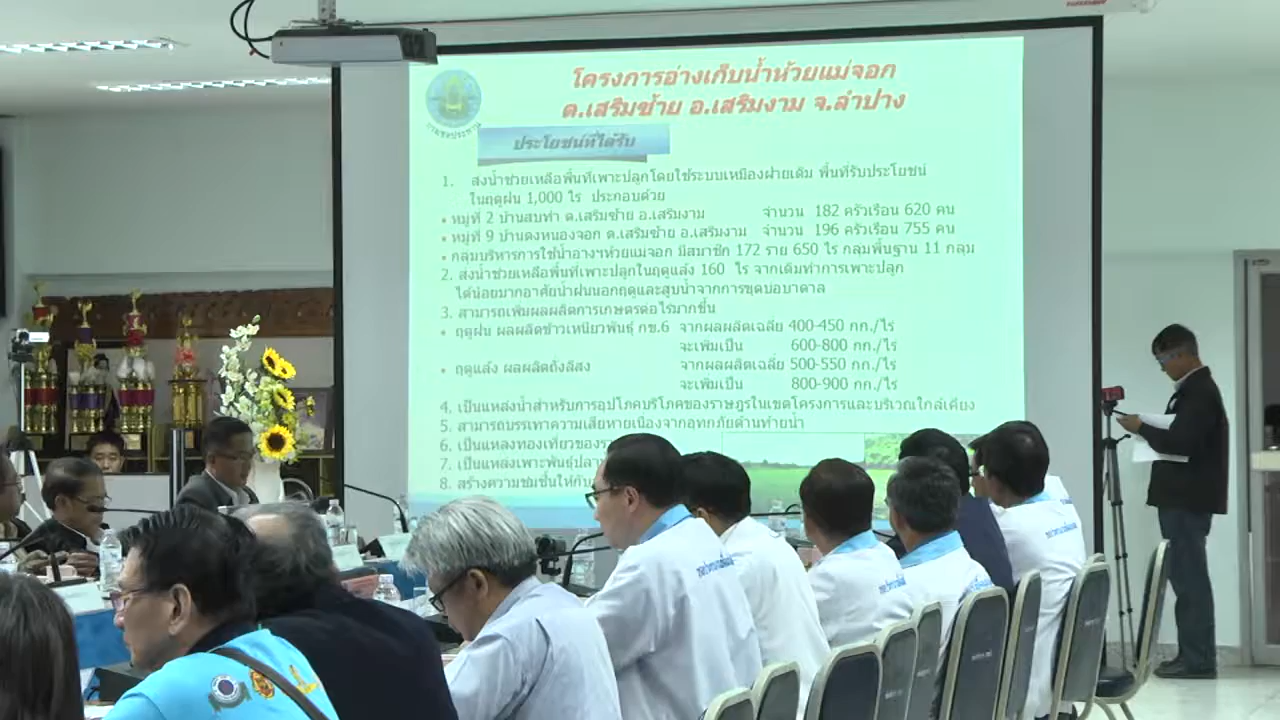 โครงการอ่างเก็บน้ำห้วยแม่จอก
ต.เสริมซ้าย อ.เสริมงาม จ.ลำปาง
กรมชลประทาน
ประโยชน์ที่ได้รับ
1. ส่งน้ำช่วยเหลือพื้นที่เพาะปลูกโดยใช้ระบบเหมืองฝายเดิม พื้นที่รับประโยชน์
ในฤดูฝน 1,000 ไร่ ประกอบด้วย
• หมู่ที่ 2 บ้านสบทำ ต.เสริมซ้าย อ.เสริมงาม จำนวน 182 ครัวเรือน 620 คน
• หมู่ที่ 9 บ้านดงหนองจอก ต.เสริมซ้าย อ.เสริมงาม จำนวน 196 ครัวเรือน 755 คน
• กลุ่มบริหารการใช้น้ำอ่างฯห้วยแม่จอก มีสมาชิก 172 ราย 650 ไร่ กลุ่มพื้นฐาน 11 กลุ่ม
2. ส่งน้ำช่วยเหลือพื้นที่เพาะปลูกในฤดูแล้ง 160 ไร่ จากเดิมทำการเพาะปลูก
ได้น้อยมากอาศัยน้ำฝนนอกฤดูและสูบน้ำจากการขุดบ่อบาดาล
3. สามารถเพิ่มผลผลิตการเกษตรต่อไร่มากขึ้น
• ฤดูฝน ผลผลิตข้าวเหนียวพันธุ์ กข.6 จากผลผลิตเฉลี่ย 400-450 กก./ไร่
จะเพิ่มเป็น 600-800 กก./ไร่
• ฤดูแล้ง ผลผลิตถั่วลิสง จากผลผลิตเฉลี่ย 500-550 กก./ไร่
จะเพิ่มเป็น 800-900 กก./ไร่
4. เป็นแหล่งน้ำสำหรับการอุปโภคบริโภคของราษฎรในเขตโครงการและบริเวณใกล้เคียง
5. สามารถบรรเทาความเสียหายเนื่องจากอุทกภัยด้านท้ายน้ำ
6. เป็นแหล่งท่องเที่ยวของรา
7. เป็นแหล่งเพาะพันธุ์ปลา
8. สร้างความชุ่มชื้นให้กับ